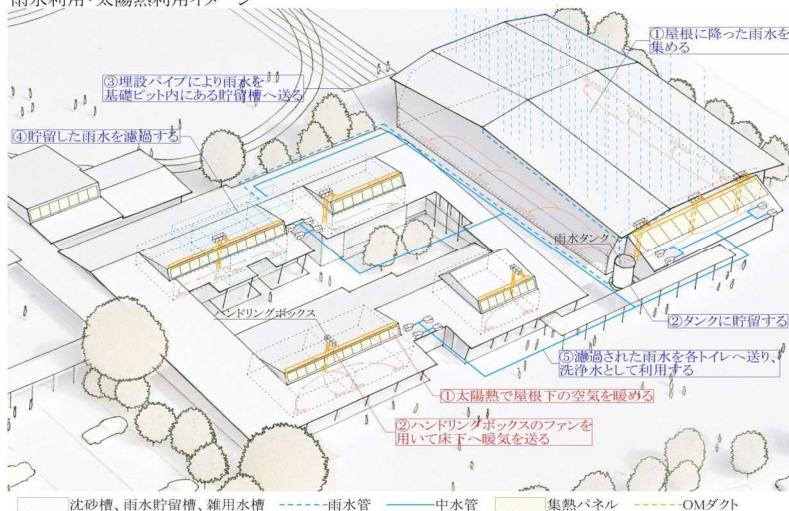 雨水利用・太陽熱利用イメージ
①屋根に降った雨水を
集める
③埋設パイプにより雨水を
基礎ピット内にある貯留槽へ送る
④貯留した雨水を濾過する
雨水タンク
ハンドリングボックス
②タンクに貯留する
⑤濾過された雨水を各トイレへ送り、
洗浄水として利用する
①太陽熱で屋根下の空気を暖める
②ハンドリングボックスのファンを
用いて床下へ暖気を送る
沈砂槽、雨水貯留槽、雑用水槽 雨水管 中水管 集熱パネル OMダクト